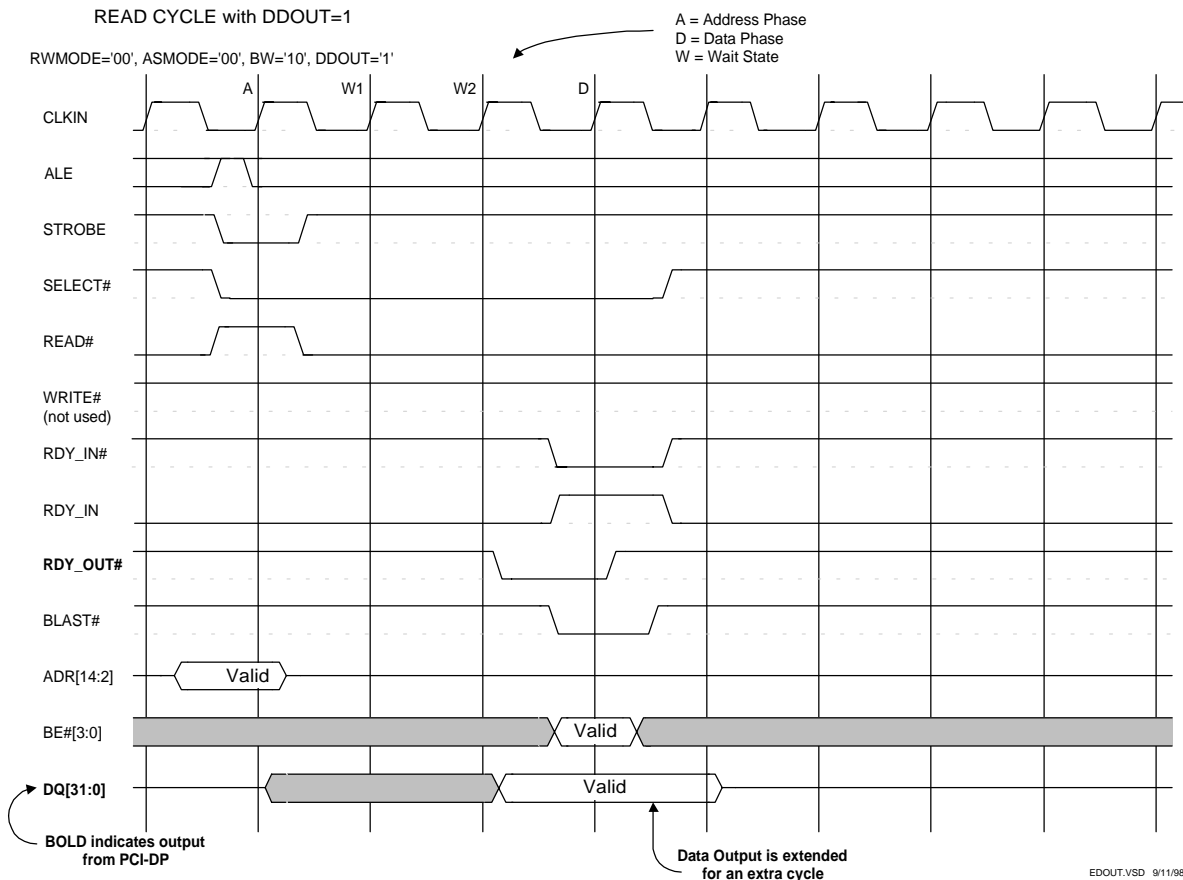 READ CYCLE with DDOUT=1
A = Address Phase
D = Data Phase
W = Wait State
RWMODE='00', ASMODE='00', BW='10', DDOUT='1'
A W1 W2 D
CLKIN
ALE
STROBE
SELECT#
READ#
WRITE#
(not used)
RDY_IN#
RDY_IN
RDY_OUT#
BLAST#
ADR[14:2] Valid
BE#[3:0] Valid
DQ[31:0] Valid
BOLD indicates output
from PCI-DP
Data Output is extended
for an extra cycle
EDOUT.VSD 9/11/98